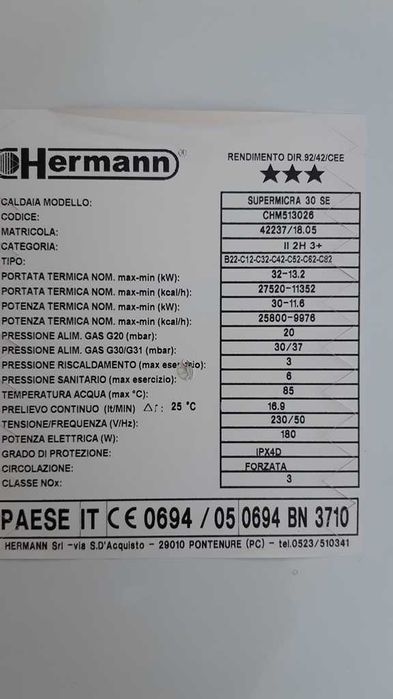 Hermann ®
RENDIMENTO DIR.92/42/CEE
★★★
CALDAIA MODELLO: SUPERMICRA 30 SE
CODICE: CHM513026
MATRICOLA: 42237/18.05
CATEGORIA: II 2H 3+
TIPO: B22-C12-C32-C42-C52-C62-C82
PORTATA TERMICA NOM. max-min (kW): 32-13.2
PORTATA TERMICA NOM. max-min (kcal/h): 27520-11352
POTENZA TERMICA NOM. max-min (kW): 30-11.6
POTENZA TERMICA NOM. max-min (kcal/h): 25800-9976
PRESSIONE ALIM. GAS G20 (mbar): 20
PRESSIONE ALIM. GAS G30/G31 (mbar): 30/37
PRESSIONE RISCALDAMENTO (max esercizio): 3
PRESSIONE SANITARIO (max esercizio): 6
TEMPERATURA ACQUA (max °C): 85
PRELIEVO CONTINUO (lt/MIN) Δt: 25 °C 16.9
TENSIONE/FREQUENZA (V/Hz): 230/50
POTENZA ELETTRICA (W): 180
GRADO DI PROTEZIONE: IPX4D
CIRCOLAZIONE: FORZATA
CLASSE NOx: 3
PAESE IT CE 0694 / 05 0694 BN 3710
HERMANN Srl -via S.D'Acquisto - 29010 PONTENURE (PC) - tel.0523/510341